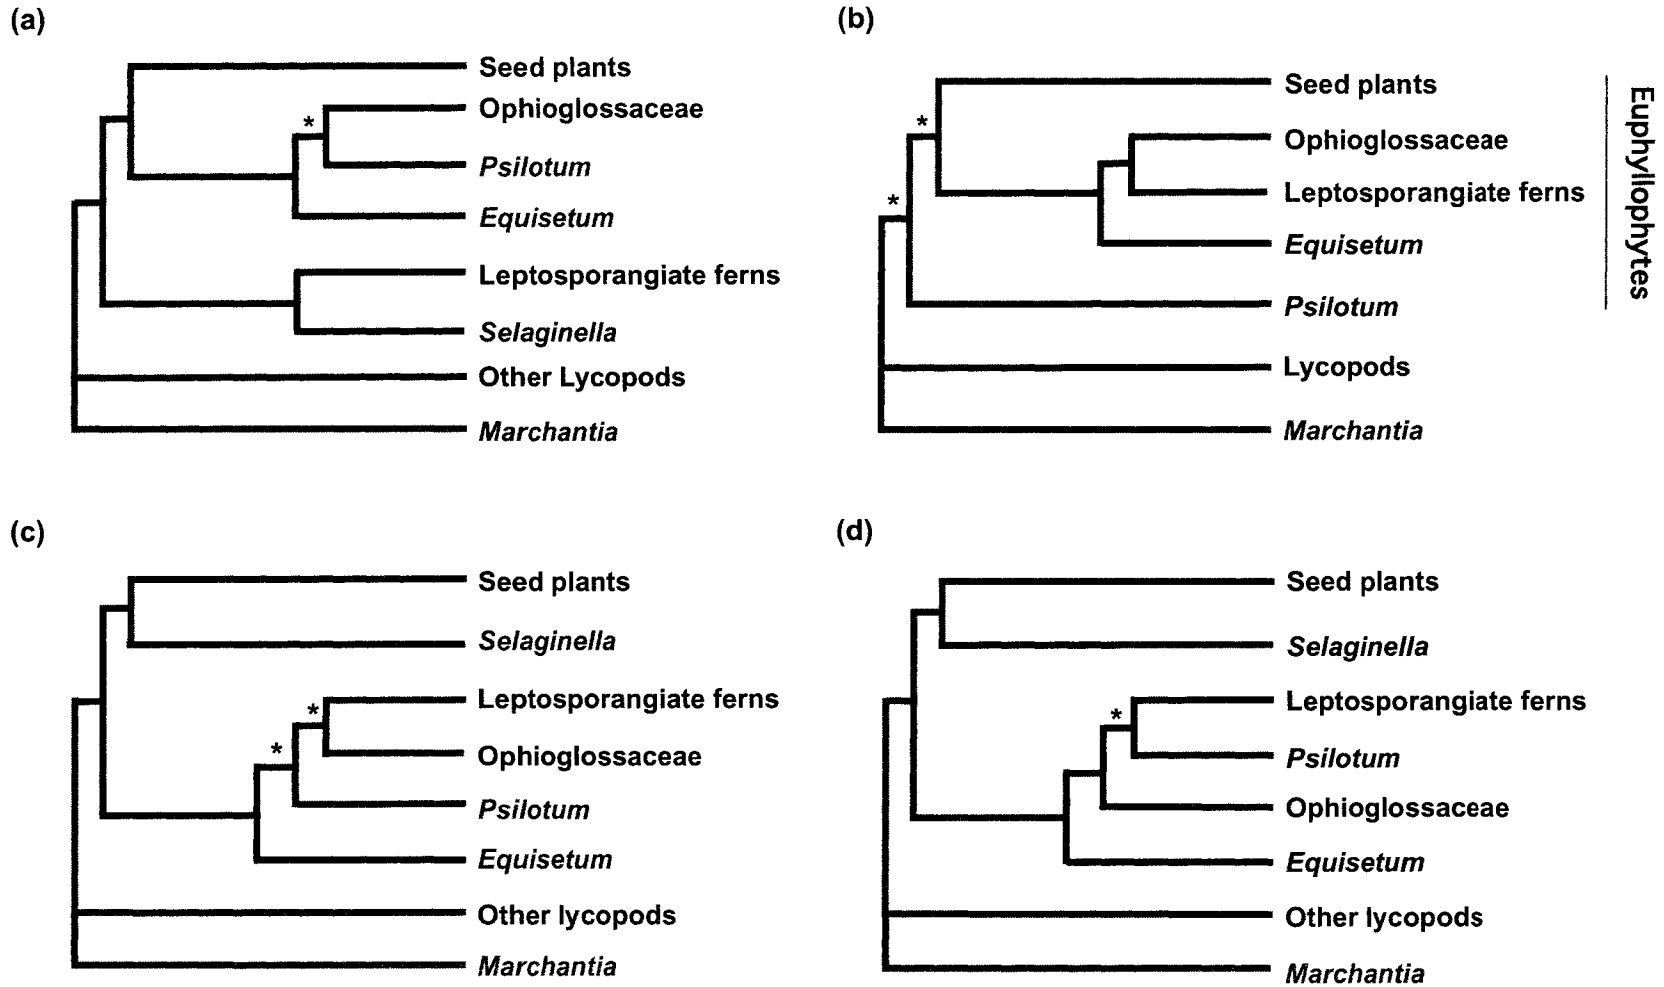 (a)
Seed plants
*
Ophioglossaceae
Psilotum
Equisetum
Leptosporangiate ferns
Selaginella
Other Lycopods
Marchantia
(b)
Seed plants
*
Ophioglossaceae
Leptosporangiate ferns
*
Equisetum
Psilotum
Lycopods
Marchantia
Euphyllophytes
(c)
Seed plants
Selaginella
Leptosporangiate ferns
*
Ophioglossaceae
*
Psilotum
Equisetum
Other lycopods
Marchantia
(d)
Seed plants
Selaginella
Leptosporangiate ferns
*
Psilotum
Ophioglossaceae
Equisetum
Other lycopods
Marchantia